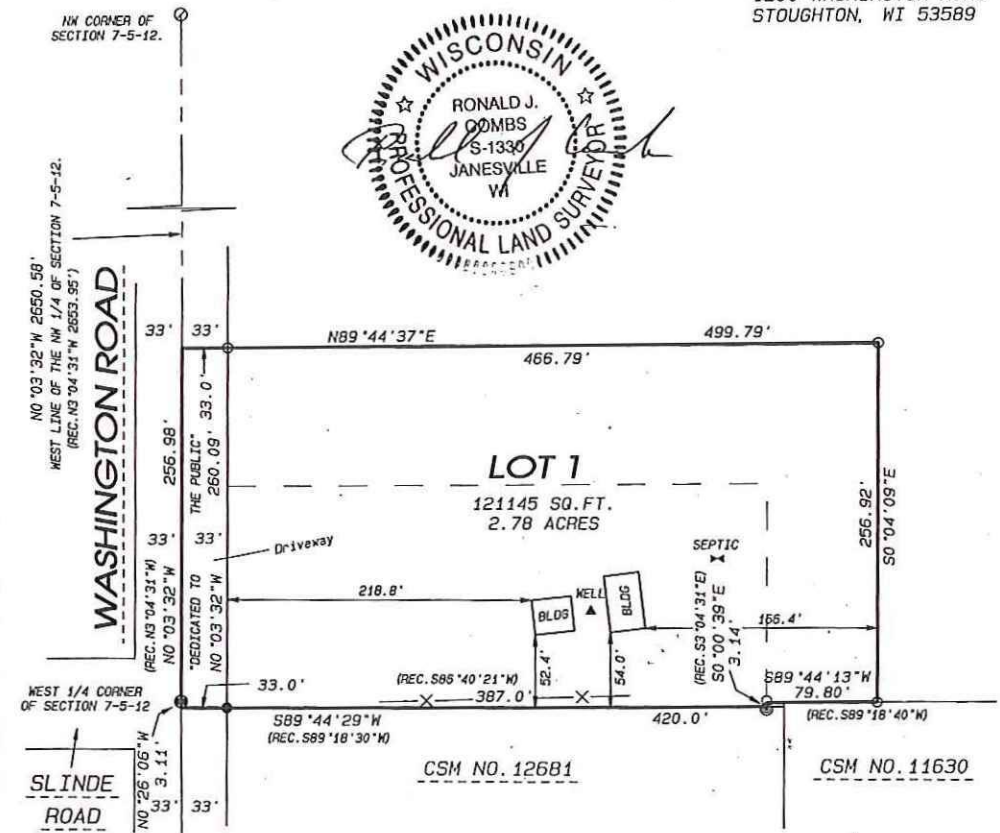 STOUGHTON, WI 53589
NW CORNER OF
SECTION 7-5-12.
WISCONSIN
RONALD J.
COMBS
S-1330
JANESVILLE
WI
PROFESSIONAL LAND SURVEYOR
NO°03'32"W 2650.58'
WEST LINE OF THE NW 1/4 OF SECTION 7-5-12.
(REC.N3°04'31"W 2653.95')
WASHINGTON ROAD
33'
33'
N89°44'37"E
499.79'
466.79'
256.98'
THE PUBLIC"
33.0'
260.09'
LOT 1
121145 SQ.FT.
2.78 ACRES
256.92'
S0°04'09"E
33'
33'
Driveway
SEPTIC
(REC.N3°04'31"W)
NO°03'32"W
"DEDICATED TO
NO°03'32"W
218.8'
BLDG
WELL
BLDG
(REC.S3°04'31"E)
S0°00'39"E
3.14'
52.4'
54.0'
WEST 1/4 CORNER
OF SECTION 7-5-12
33.0'
(REC.S85°40'21"W)
387.0'
S89°44'13"W
79.80'
(REC.S89°18'40"W)
S89°44'29"W
(REC.S89°18'30"W)
420.0'
NO°26'06"W
3.11'
SLINDE
ROAD
33'
33'
CSM NO. 12681
CSM NO. 11630